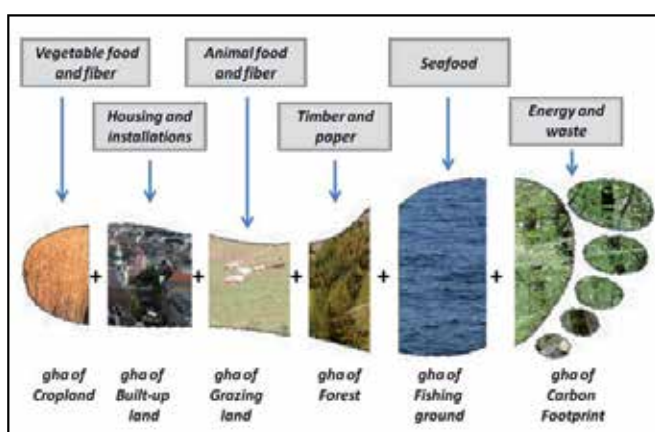 Vegetable food
and fiber
Animal food
and fiber
Seafood
Housing and
installations
Timber and
paper
Energy and
waste
+ + + + +
gha of
Cropland
gha of
Built-up
land
gha of
Grazing
land
gha of
Forest
gha of
Fishing
ground
gha of
Carbon
Footprint